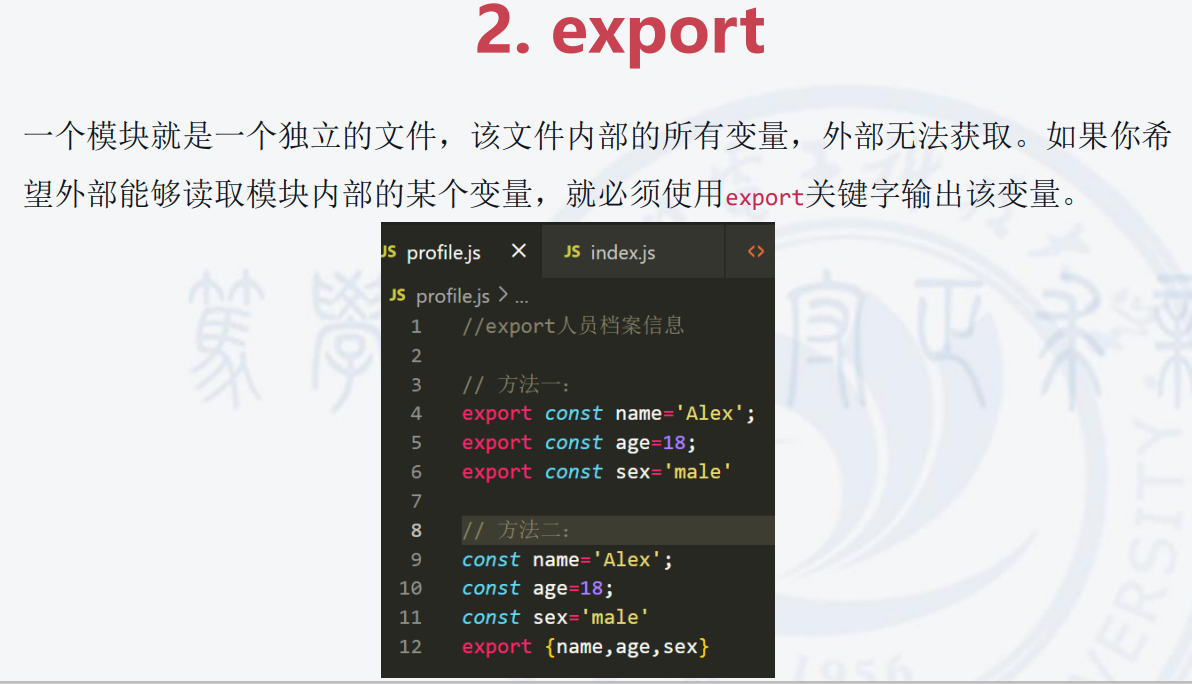 2. export
一个模块就是一个独立的文件，该文件内部的所有变量，外部无法获取。如果你希
望外部能够读取模块内部的某个变量，就必须使用export关键字输出该变量。
JS profile.js × JS index.js <>
JS profile.js > ...
1 //export人员档案信息
2
3 // 方法一：
4 export const name='Alex';
5 export const age=18;
6 export const sex='male'
7
8 // 方法二：
9 const name='Alex';
10 const age=18;
11 const sex='male'
12 export {name,age,sex}
篤學
1956